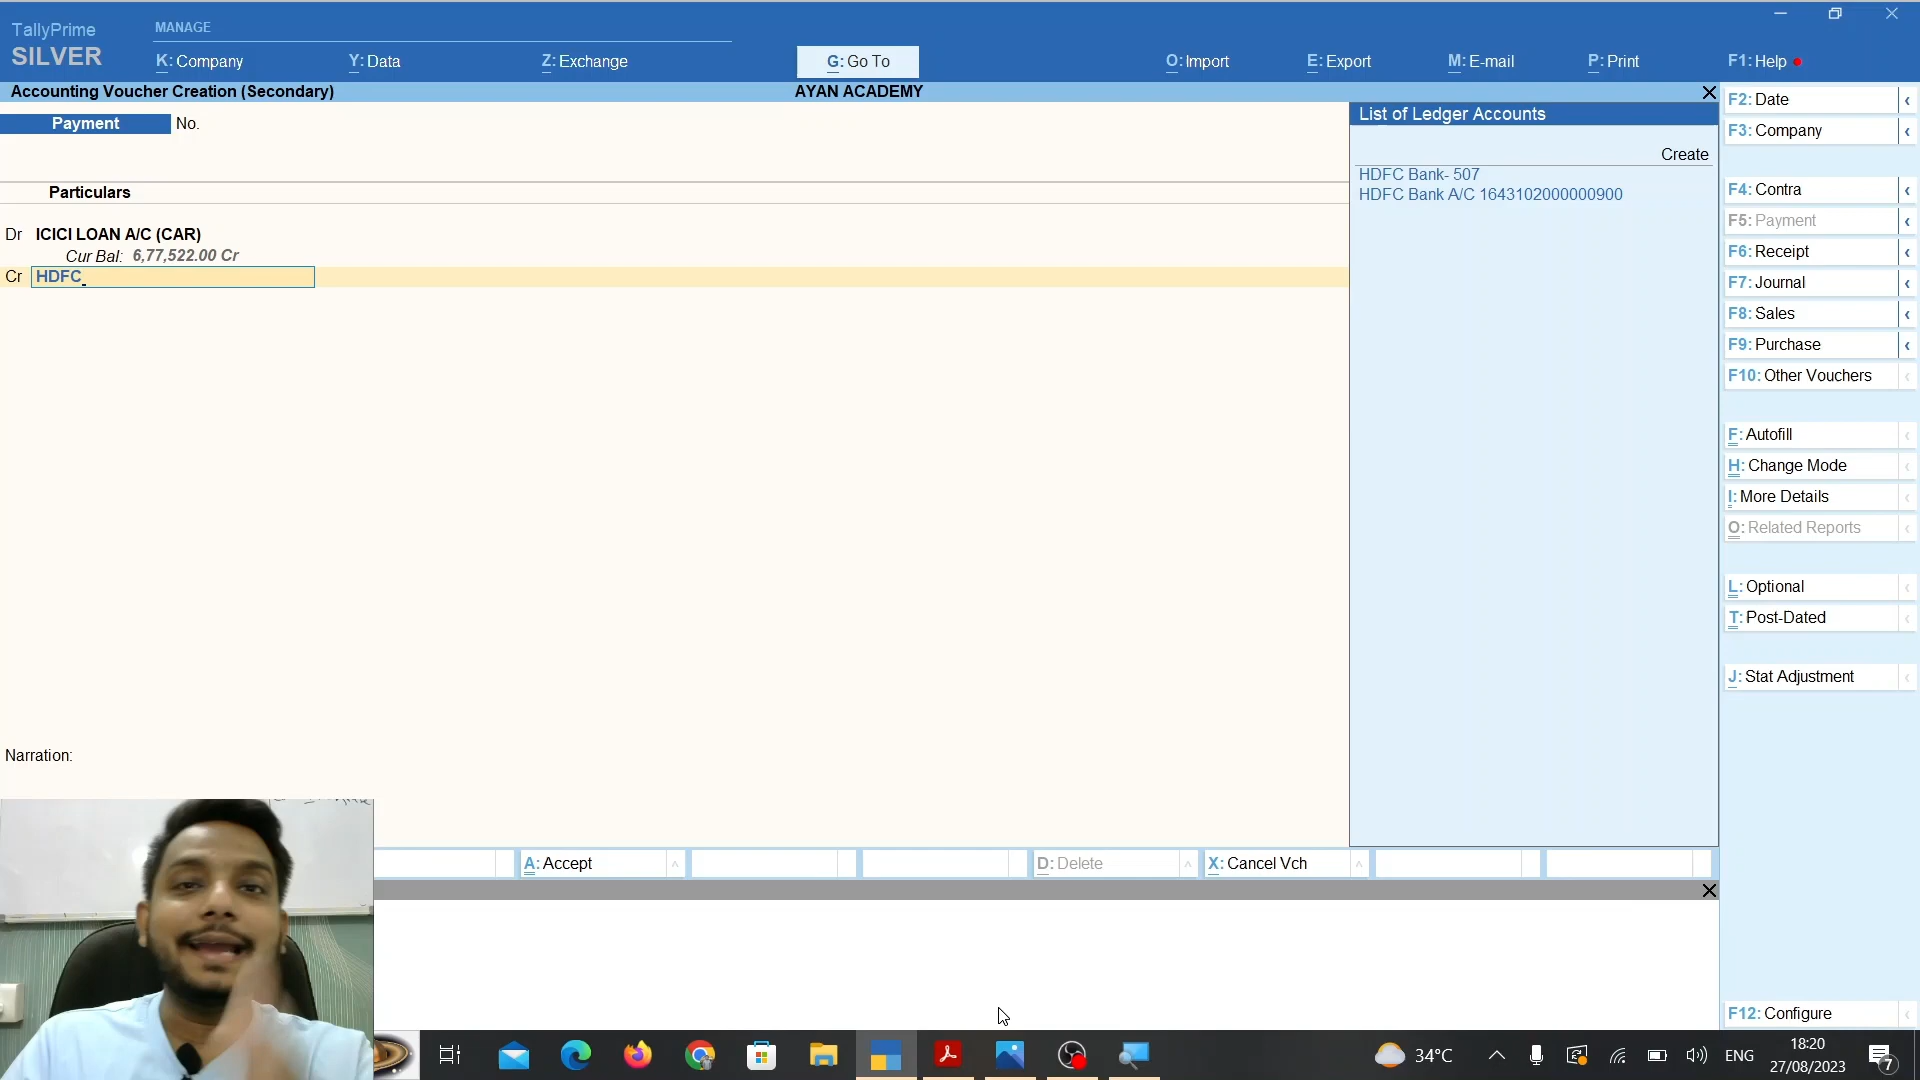 TallyPrime
SILVER
MANAGE
K: Company
Y: Data
Z: Exchange
G: Go To
O: Import
E: Export
M: E-mail
P: Print
F1: Help
Accounting Voucher Creation (Secondary)
AYAN ACADEMY
Payment
No.
Particulars
Dr ICICI LOAN A/C (CAR)
Cur Bal: 6,77,522.00 Cr
Cr HDFC
Narration:
List of Ledger Accounts
Create
HDFC Bank- 507
HDFC Bank A/C 1643102000000900
F2: Date
F3: Company
F4: Contra
F5: Payment
F6: Receipt
F7: Journal
F8: Sales
F9: Purchase
F10: Other Vouchers
F: Autofill
H: Change Mode
I: More Details
O: Related Reports
L: Optional
T: Post-Dated
J: Stat Adjustment
F12: Configure
A: Accept
D: Delete
X: Cancel Vch
34°C
ENG
18:20
27/08/2023
7